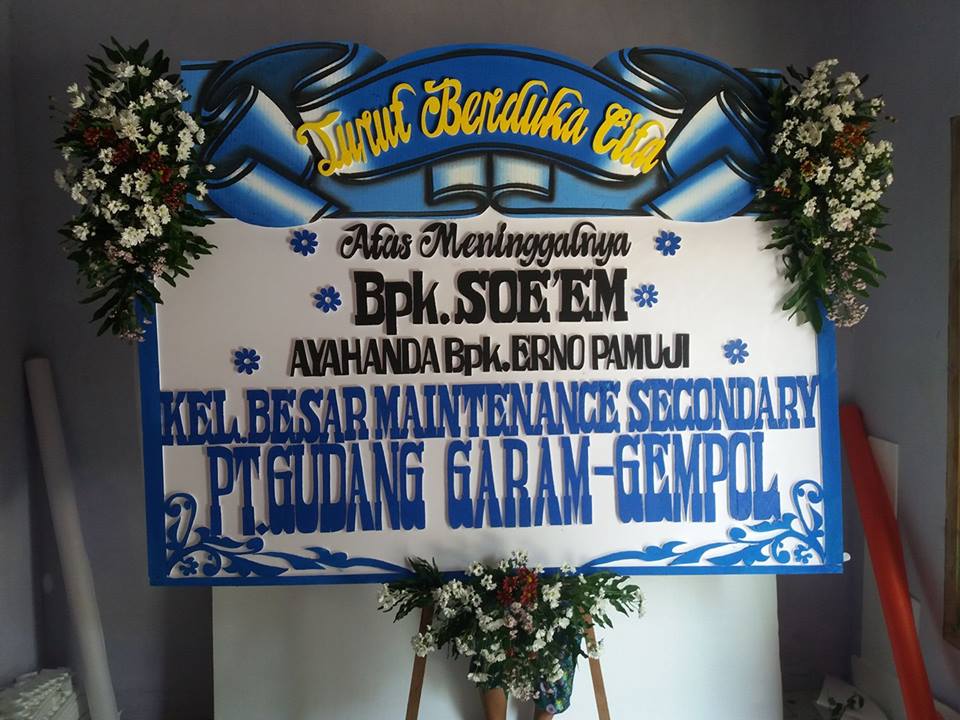 Turut Berduka Cita
Atas Meninggalnya
Bpk.SOE'EM
AYAHANDA Bpk.ERNO PAMUJI
KEL.BESAR MAINTENANCE SECONDARY
PT.GUDANG GARAM-GEMPOL